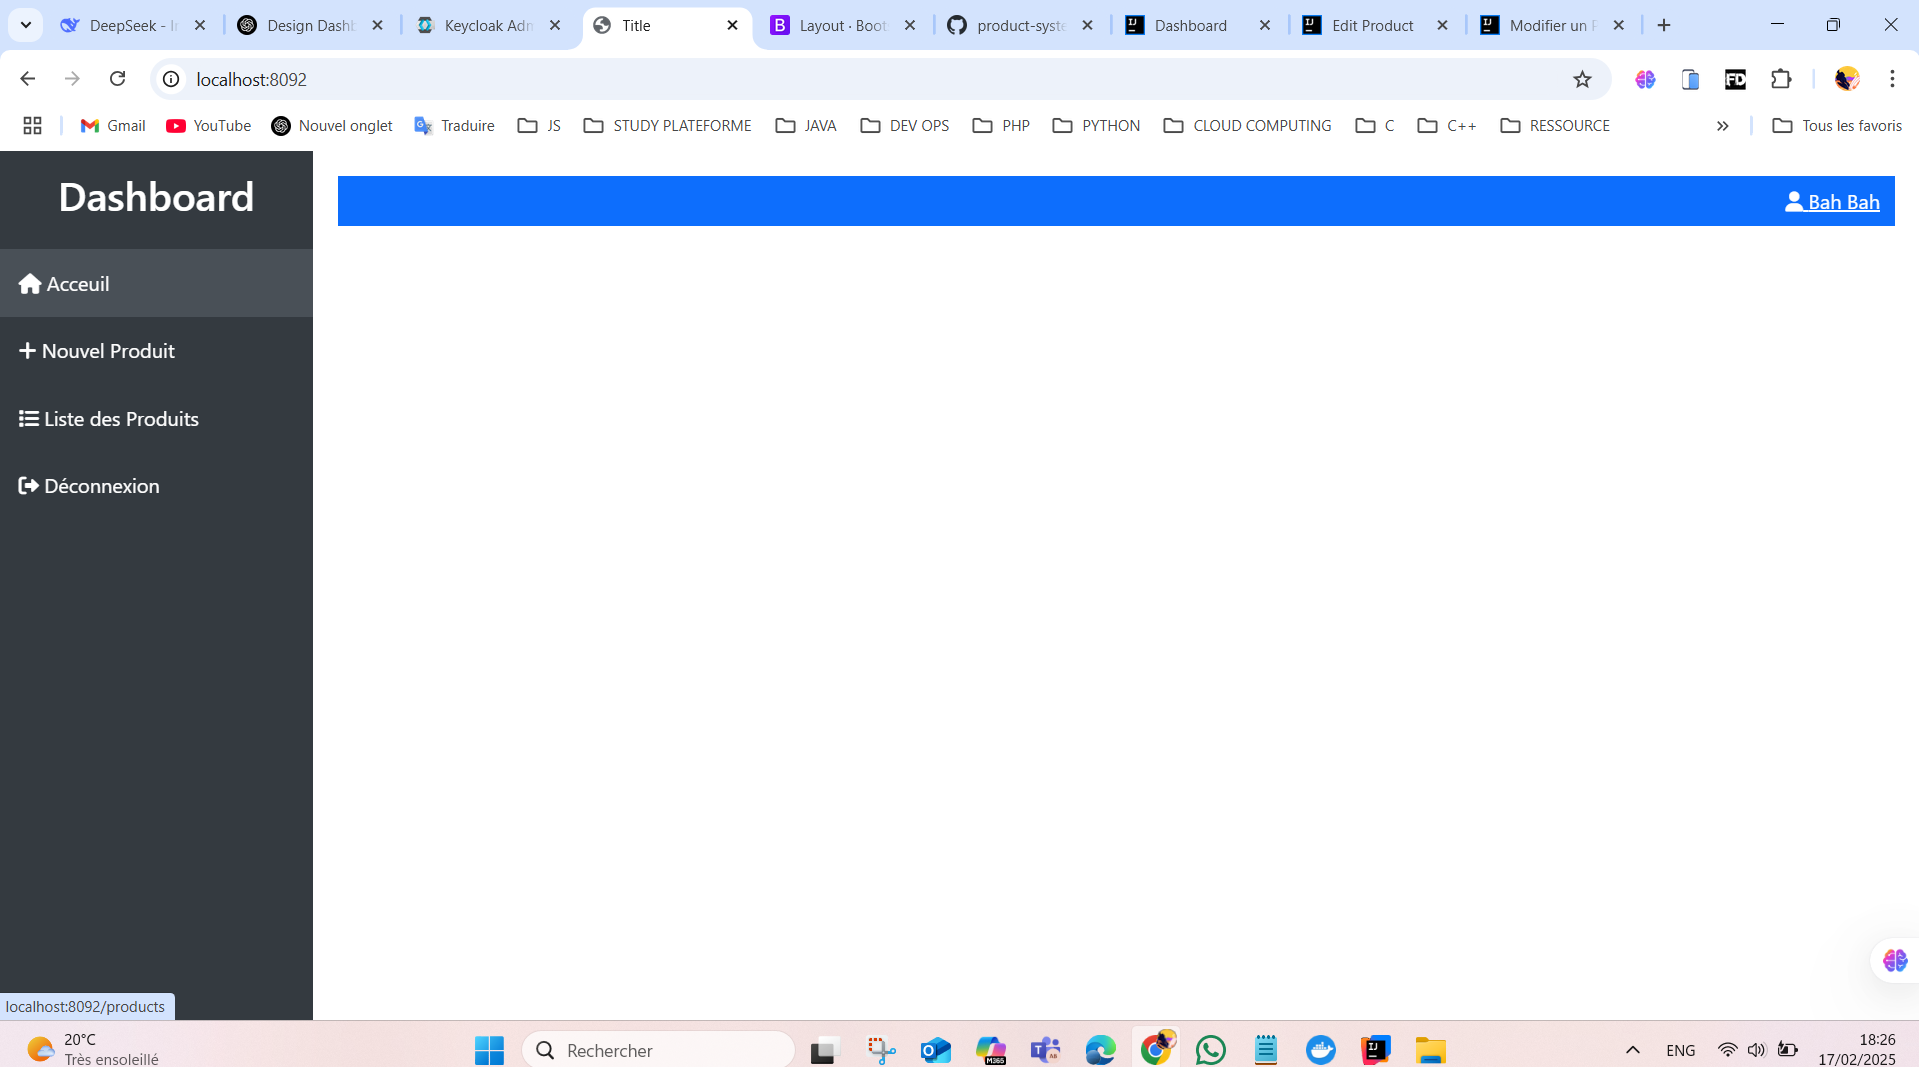 DeepSeek - In
Design Dashb
Keycloak Adm
Title
Layout · Boots
product-syste
Dashboard
Edit Product
Modifier un P
localhost:8092
Gmail
YouTube
Nouvel onglet
Traduire
JS
STUDY PLATEFORME
JAVA
DEV OPS
PHP
PYTHON
CLOUD COMPUTING
C
C++
RESSOURCE
Tous les favoris
Dashboard
Bah Bah
Acceuil
Nouvel Produit
Liste des Produits
Déconnexion
localhost:8092/products
20°C
Très ensoleillé
Rechercher
ENG
18:26
17/02/2025